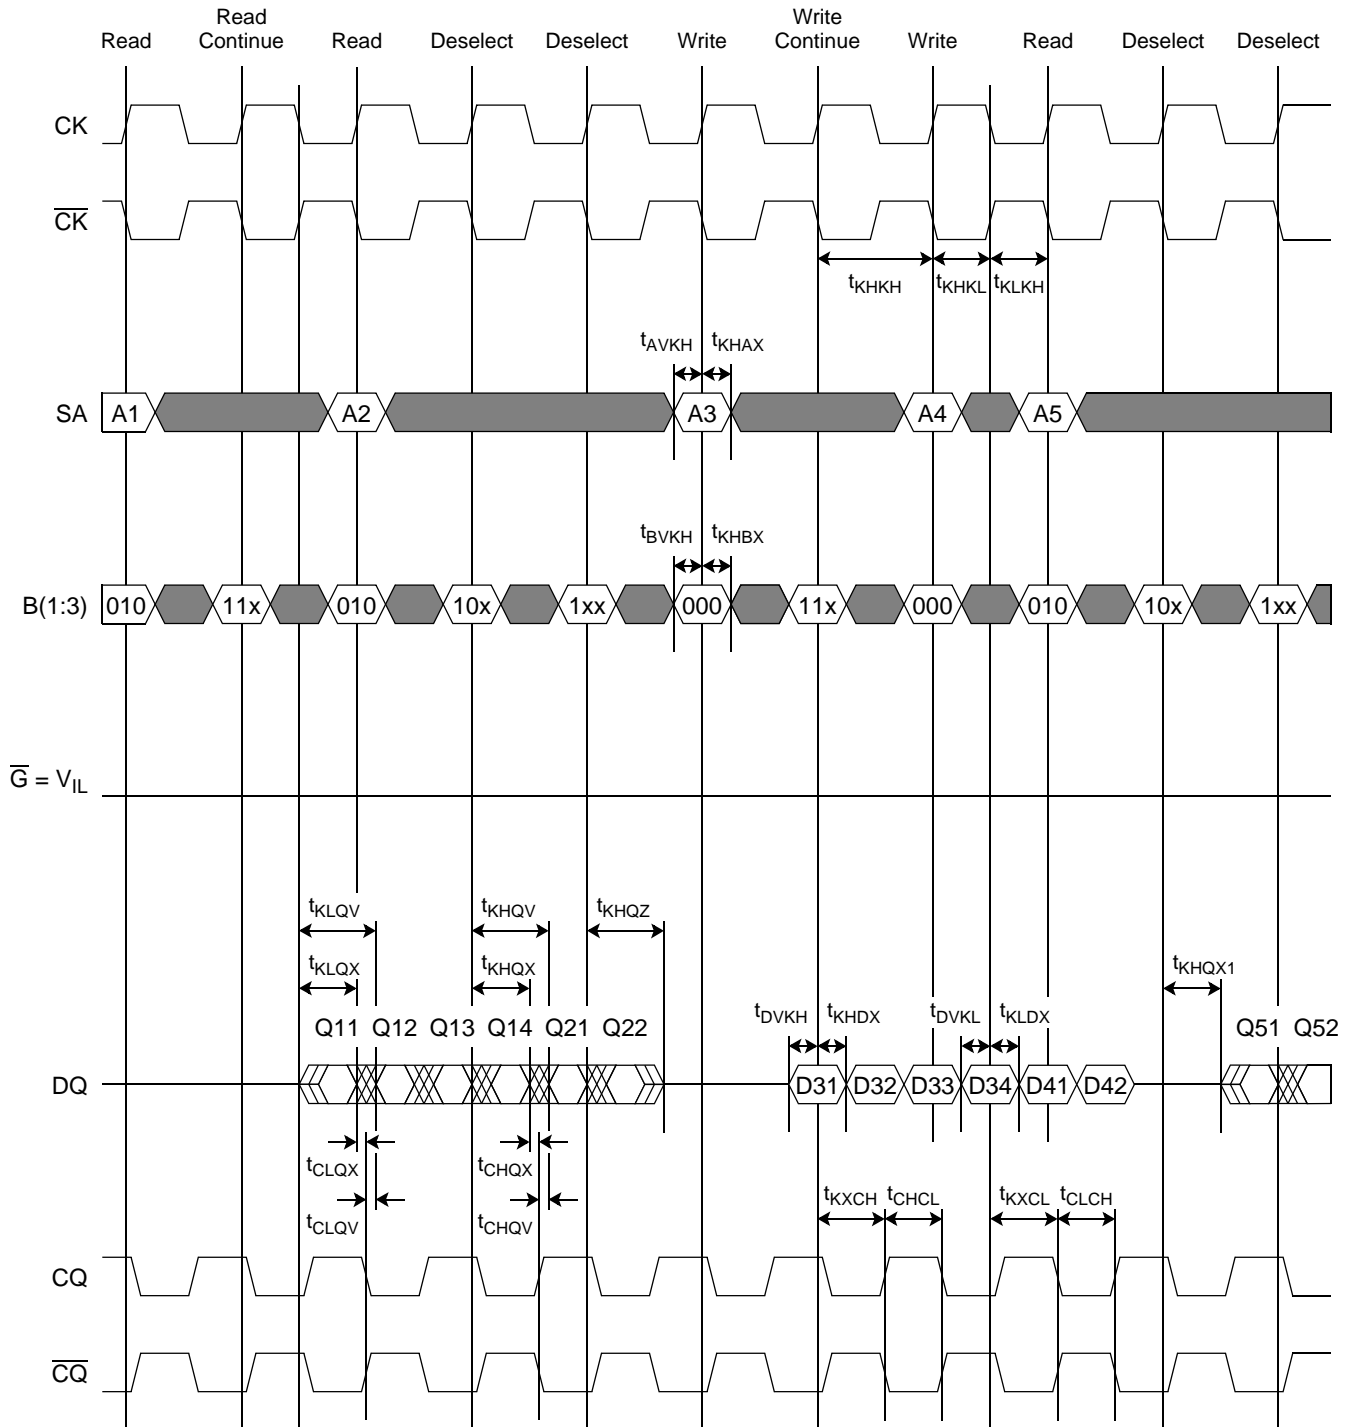 Read
Read
Continue
Read
Deselect
Deselect
Write
Write
Continue
Write
Read
Deselect
Deselect
CK
CK
tKHKH
tKHKL
tKLKH
tAVKH
tKHAX
SA
A1
A2
A3
A4
A5
tBVKH
tKHBX
B(1:3)
010
11x
010
10x
1xx
000
11x
000
010
10x
1xx
G = VIL
tKLQV
tKHQV
tKHQZ
tKLQX
tKHQX
tKHQX1
tDVKH
tKHDX
tDVKL
tKLDX
Q11
Q12
Q13
Q14
Q21
Q22
Q51
Q52
DQ
D31
D32
D33
D34
D41
D42
tCLQX
tCHQX
tCLQV
tCHQV
tKXCH
tCHCL
tKXCL
tCLCH
CQ
CQ